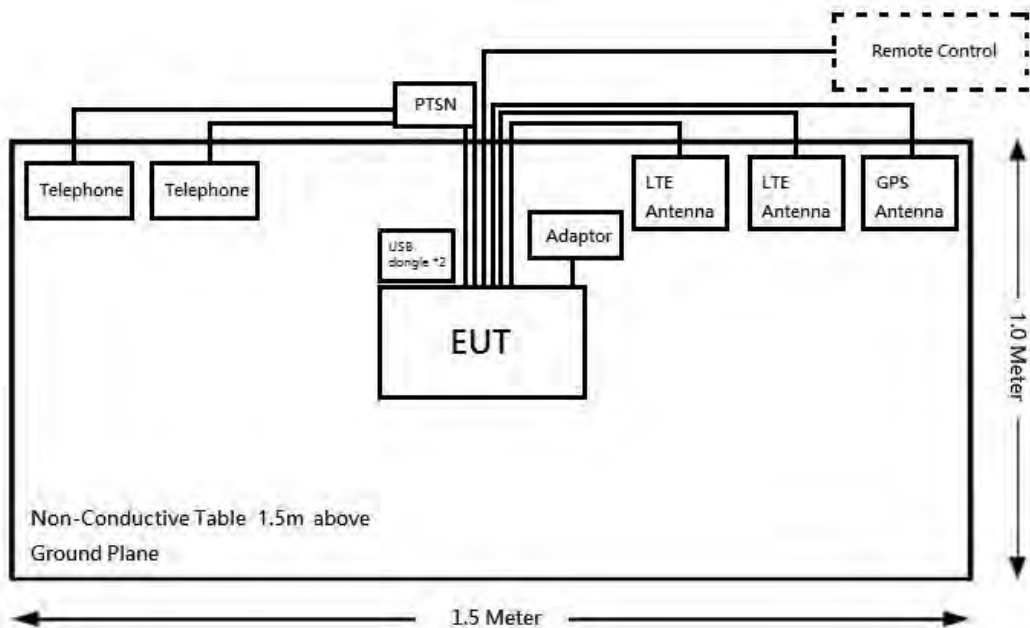 Remote Control
PTSN
Telephone
Telephone
LTE
Antenna
LTE
Antenna
GPS
Antenna
USB
dongle *2
Adaptor
EUT
1.0 Meter
Non-Conductive Table 1.5m above
Ground Plane
1.5 Meter